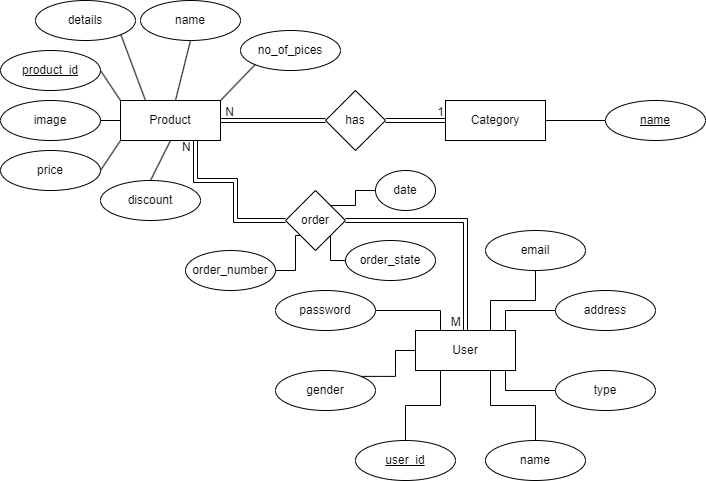 details
name
no_of_pices
product_id
image
Product
N
has
1
Category
name
N
price
discount
date
order
order_number
order_state
email
password
address
M
User
gender
type
user_id
name